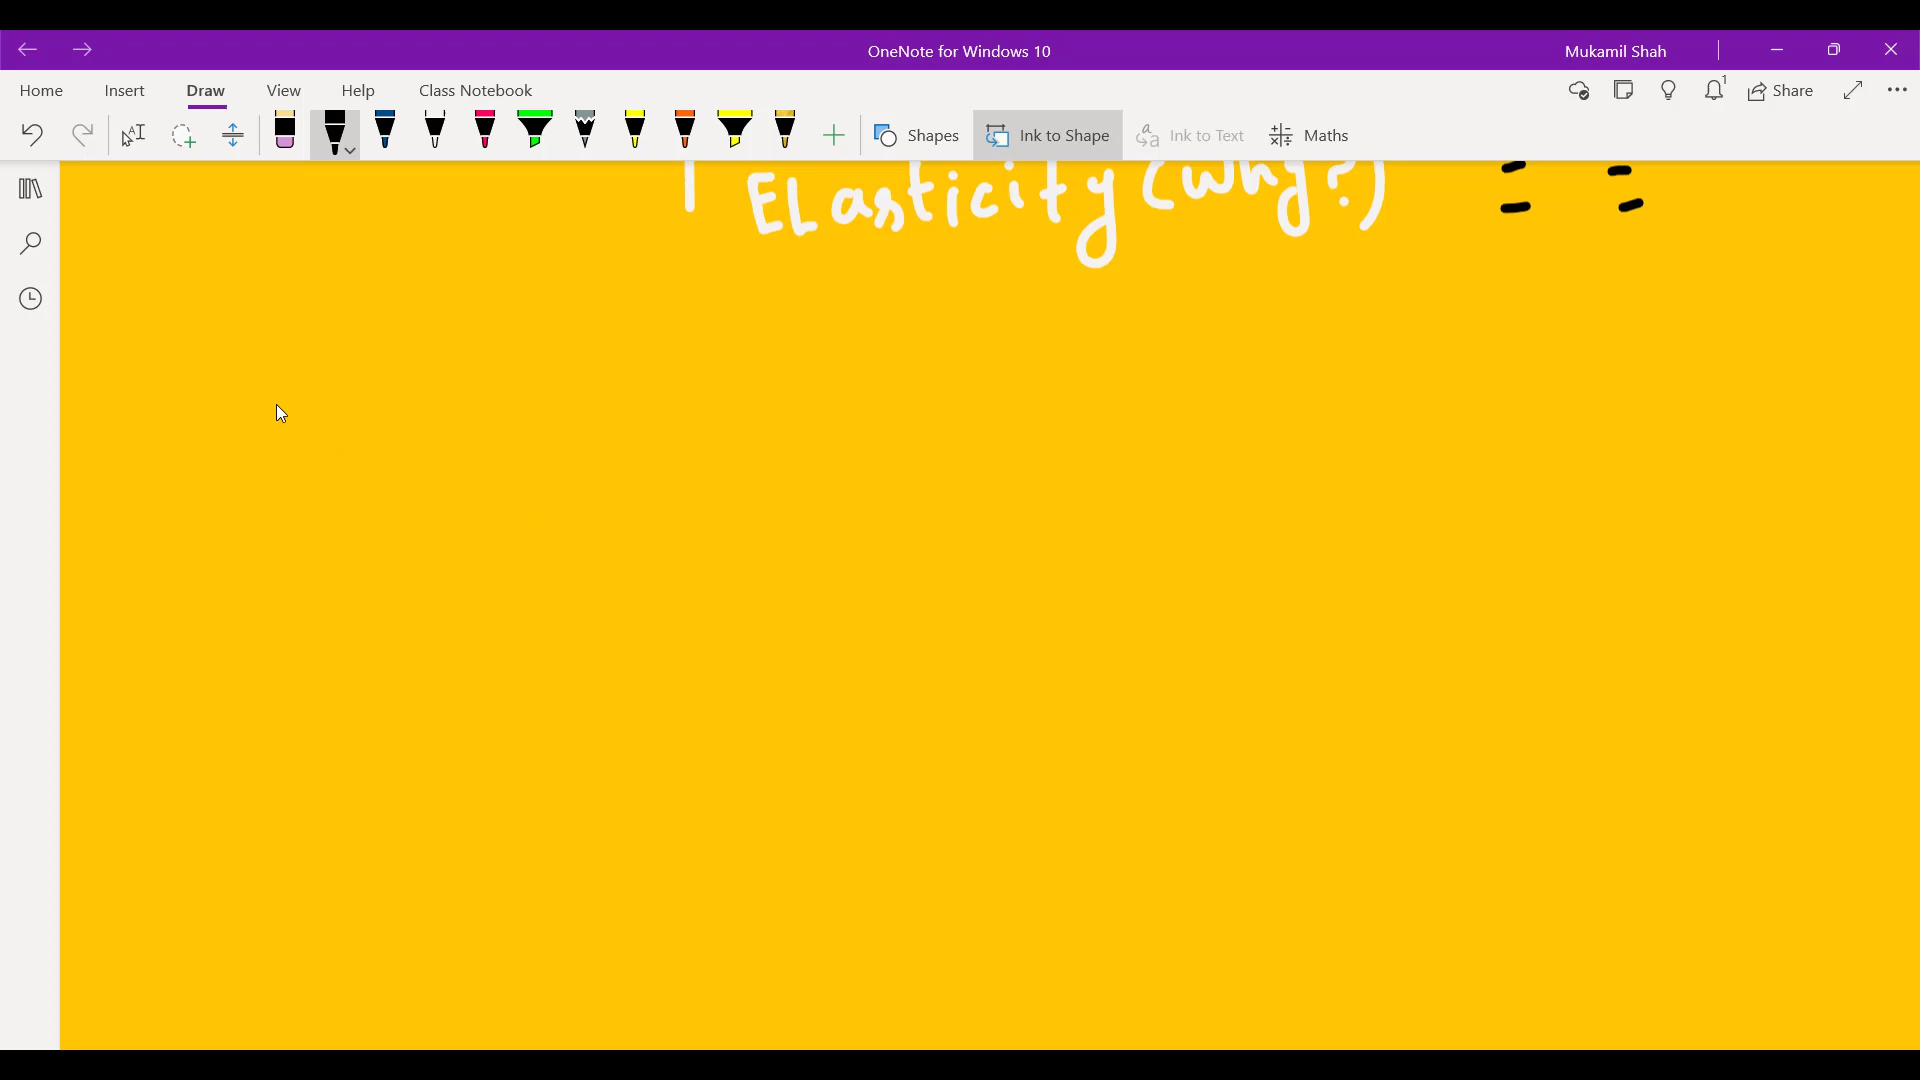 OneNote for Windows 10
Mukamil Shah
Home Insert Draw View Help Class Notebook
1
Share
Shapes
Ink to Shape
Ink to Text
Maths
ELasticity (why?)